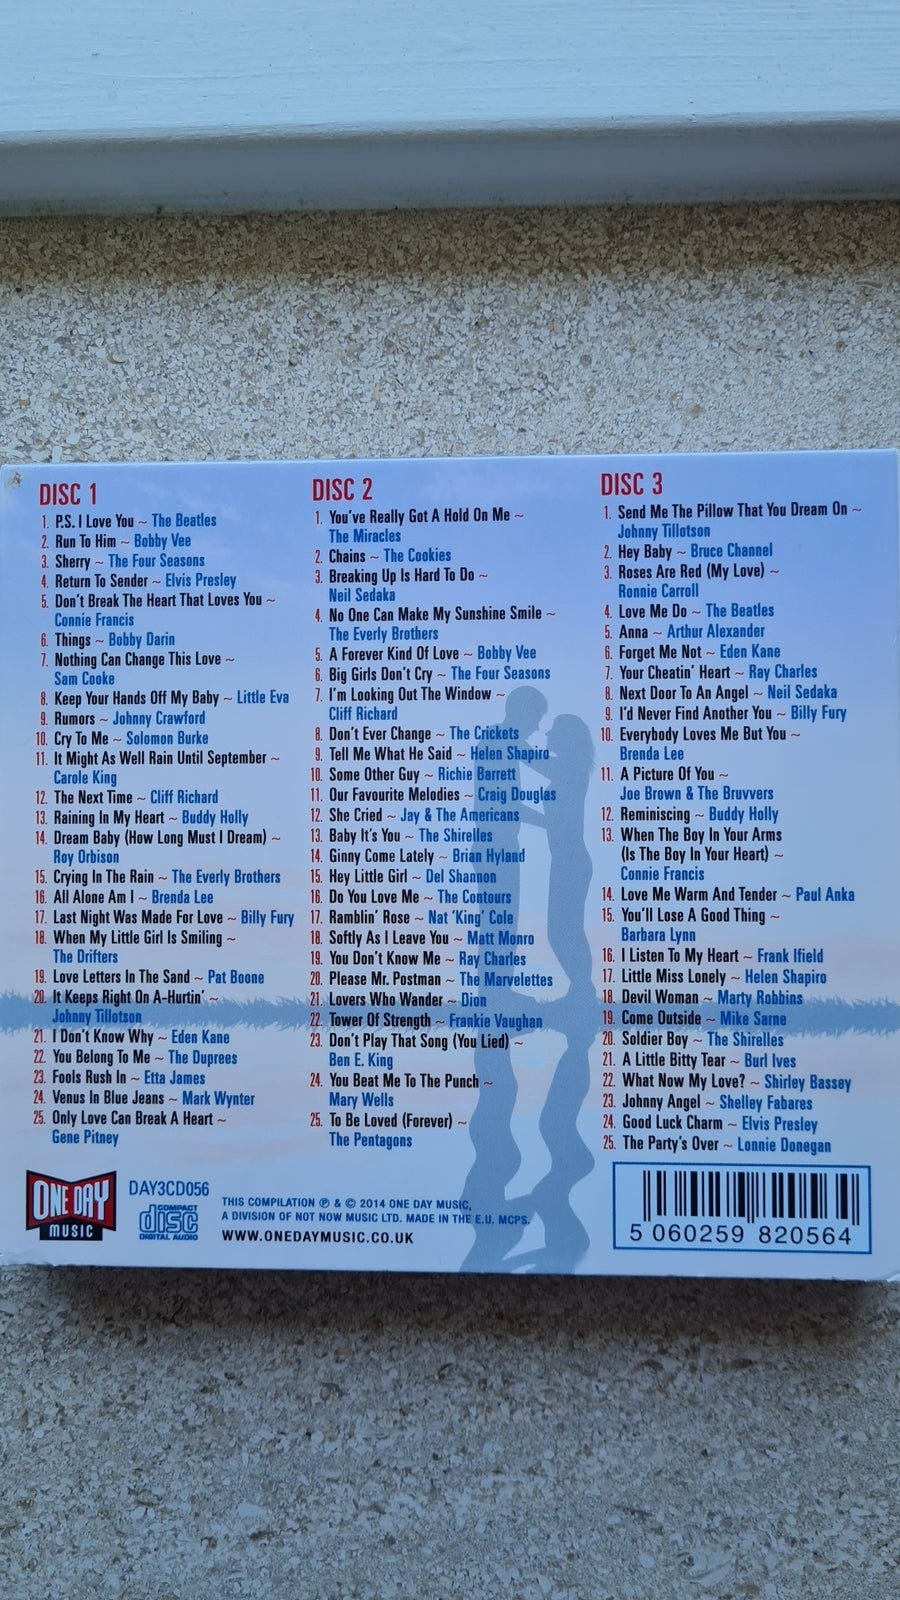 DISC 1
1. P.S. I Love You ~ The Beatles
2. Run To Him ~ Bobby Vee
3. Sherry ~ The Four Seasons
4. Return To Sender ~ Elvis Presley
5. Don't Break The Heart That Loves You ~
Connie Francis
6. Things ~ Bobby Darin
7. Nothing Can Change This Love ~
Sam Cooke
8. Keep Your Hands Off My Baby ~ Little Eva
9. Rumors ~ Johnny Crawford
10. Cry To Me ~ Solomon Burke
11. It Might As Well Rain Until September ~
Carole King
12. The Next Time ~ Cliff Richard
13. Raining In My Heart ~ Buddy Holly
14. Dream Baby (How Long Must I Dream) ~
Roy Orbison
15. Crying In The Rain ~ The Everly Brothers
16. All Alone Am I ~ Brenda Lee
17. Last Night Was Made For Love ~ Billy Fury
18. When My Little Girl Is Smiling ~
The Drifters
19. Love Letters In The Sand ~ Pat Boone
20. It Keeps Right On A-Hurtin' ~
Johnny Tillotson
21. I Don't Know Why ~ Eden Kane
22. You Belong To Me ~ The Duprees
23. Fools Rush In ~ Etta James
24. Venus In Blue Jeans ~ Mark Wynter
25. Only Love Can Break A Heart ~
Gene Pitney
DISC 2
1. You've Really Got A Hold On Me ~
The Miracles
2. Chains ~ The Cookies
3. Breaking Up Is Hard To Do ~
Neil Sedaka
4. No One Can Make My Sunshine Smile ~
The Everly Brothers
5. A Forever Kind Of Love ~ Bobby Vee
6. Big Girls Don't Cry ~ The Four Seasons
7. I'm Looking Out The Window ~
Cliff Richard
8. Don't Ever Change ~ The Crickets
9. Tell Me What He Said ~ Helen Shapiro
10. Some Other Guy ~ Richie Barrett
11. Our Favourite Melodies ~ Craig Douglas
12. She Cried ~ Jay & The Americans
13. Baby It's You ~ The Shirelles
14. Ginny Come Lately ~ Brian Hyland
15. Hey Little Girl ~ Del Shannon
16. Do You Love Me ~ The Contours
17. Ramblin' Rose ~ Nat 'King' Cole
18. Softly As I Leave You ~ Matt Monro
19. You Don't Know Me ~ Ray Charles
20. Please Mr. Postman ~ The Marvelettes
21. Lovers Who Wander ~ Dion
22. Tower Of Strength ~ Frankie Vaughan
23. Don't Play That Song (You Lied) ~
Ben E. King
24. You Beat Me To The Punch ~
Mary Wells
25. To Be Loved (Forever) ~
The Pentagons
DISC 3
1. Send Me The Pillow That You Dream On ~
Johnny Tillotson
2. Hey Baby ~ Bruce Channel
3. Roses Are Red (My Love) ~
Ronnie Carroll
4. Love Me Do ~ The Beatles
5. Anna ~ Arthur Alexander
6. Forget Me Not ~ Eden Kane
7. Your Cheatin' Heart ~ Ray Charles
8. Next Door To An Angel ~ Neil Sedaka
9. I'd Never Find Another You ~ Billy Fury
10. Everybody Loves Me But You ~
Brenda Lee
11. A Picture Of You ~
Joe Brown & The Bruvvers
12. Reminiscing ~ Buddy Holly
13. When The Boy In Your Arms
(Is The Boy In Your Heart) ~
Connie Francis
14. Love Me Warm And Tender ~ Paul Anka
15. You'll Lose A Good Thing ~
Barbara Lynn
16. I Listen To My Heart ~ Frank Ifield
17. Little Miss Lonely ~ Helen Shapiro
18. Devil Woman ~ Marty Robbins
19. Come Outside ~ Mike Sarne
20. Soldier Boy ~ The Shirelles
21. A Little Bitty Tear ~ Burl Ives
22. What Now My Love? ~ Shirley Bassey
23. Johnny Angel ~ Shelley Fabares
24. Good Luck Charm ~ Elvis Presley
25. The Party's Over ~ Lonnie Donegan
ONE DAY
MUSIC
DAY3CD056
COMPACT
disc
DIGITAL AUDIO
THIS COMPILATION ℗ & © 2014 ONE DAY MUSIC,
A DIVISION OF NOT NOW MUSIC LTD. MADE IN THE E.U. MCPS.
WWW.ONEDAYMUSIC.CO.UK
5 060259 820564